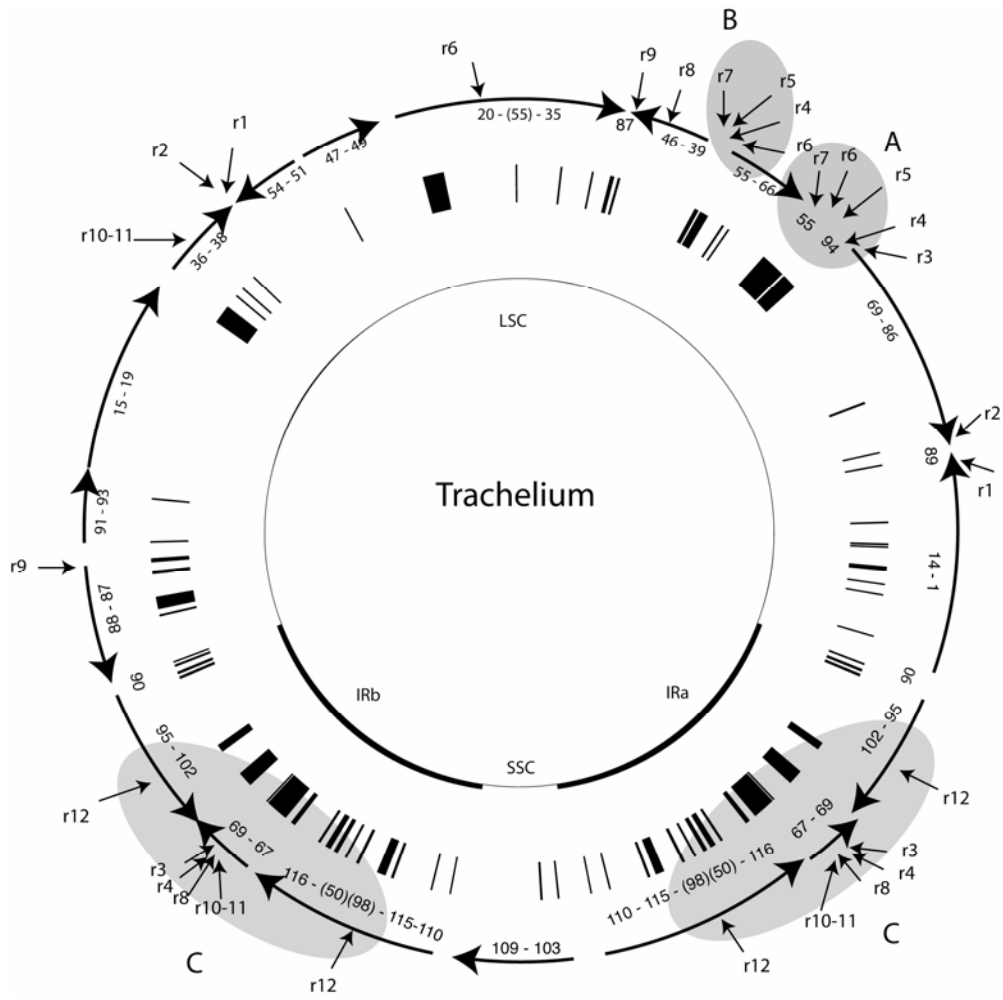 B
r6
r9
r8
r7
r5
r4
r6
20 - (55) - 35
87
46 - 39
55 - 66
A
r7
r6
r5
r4
r3
55
94
r1
r2
47 - 49
54 - 51
r10-11
36 - 38
LSC
69 - 86
15 - 19
r2
89
r1
Trachelium
91 - 93
r9
88 - 87
14 - 1
90
90
IRb
IRa
95 - 102
102 - 95
SSC
r12
r12
69 - 67
67 - 69
r3
r4
r8
r10-11
116 - (50)(98) - 115-110
110 - 115 - (98)(50) - 116
r3
r4
r8
r10-11
C
C
109 - 103
r12
r12